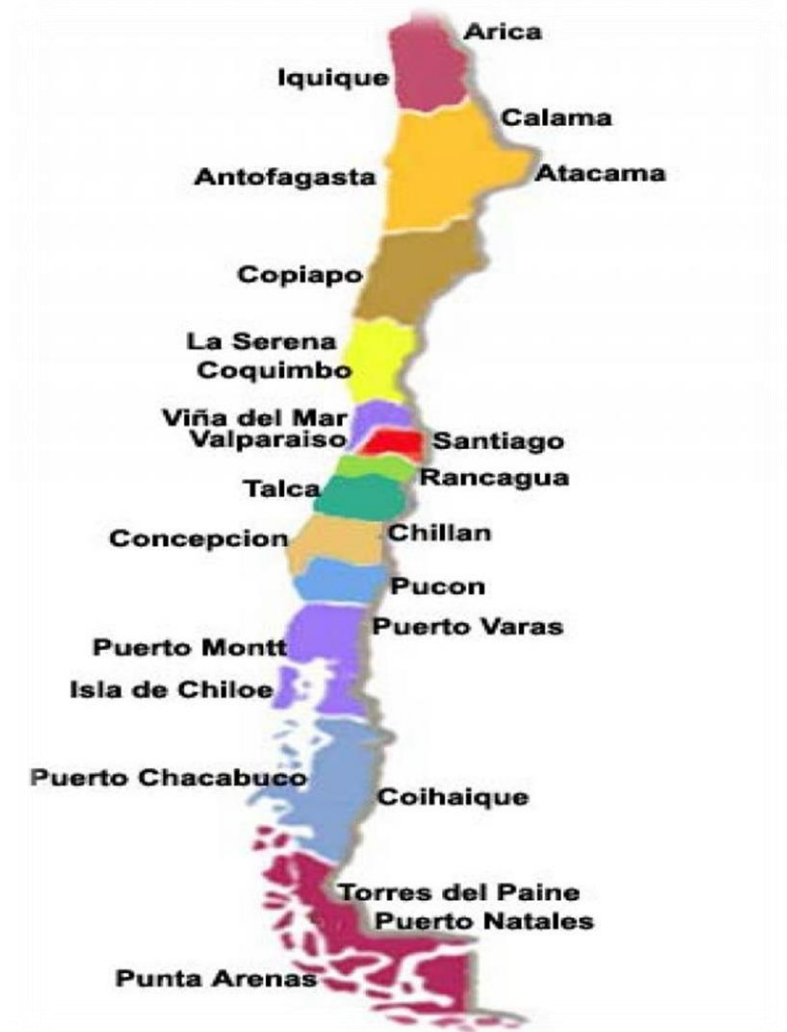 Arica
Iquique
Calama
Atacama
Antofagasta
Copiapo
La Serena
Coquimbo
Viña del Mar
Valparaiso
Santiago
Rancagua
Talca
Chillan
Concepcion
Pucon
Puerto Varas
Puerto Montt
Isla de Chiloe
Puerto Chacabuco
Coihaique
Torres del Paine
Puerto Natales
Punta Arenas